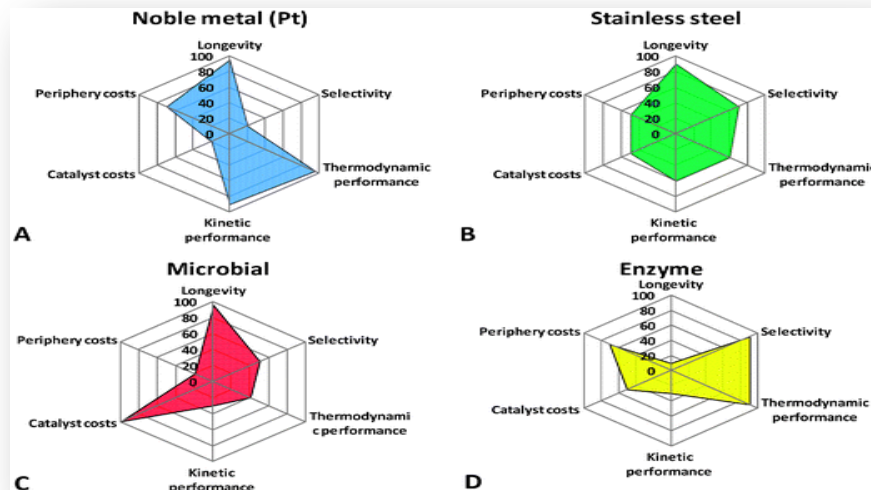 Noble metal (Pt)
Longevity
100
80
60
40
20
0
Periphery costs
Selectivity
Catalyst costs
Thermodynamic
performance
Kinetic
performance
A
Stainless steel
Longevity
100
80
60
40
20
0
Periphery costs
Selectivity
Catalyst costs
Thermodynamic
performance
Kinetic
performance
B
Microbial
Longevity
100
80
60
40
20
0
Periphery costs
Selectivity
Catalyst costs
Thermodynami
c performance
Kinetic
performance
C
Enzyme
Longevity
100
80
60
40
20
0
Periphery costs
Selectivity
Catalyst costs
Thermodynamic
performance
Kinetic
performance
D